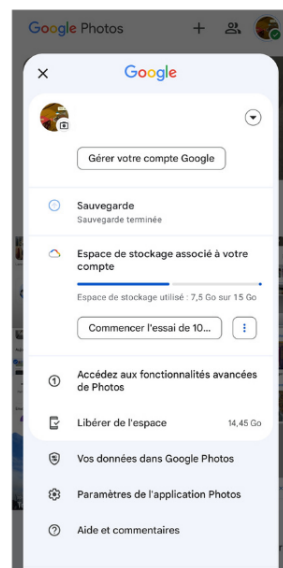 Google Photos
Google
Gérer votre compte Google
Sauvegarde
Sauvegarde terminée
Espace de stockage associé à votre
compte
Espace de stockage utilisé : 7,5 Go sur 15 Go
Commencer l'essai de 10...
Accédez aux fonctionnalités avancées
de Photos
Libérer de l'espace 14,45 Go
Vos données dans Google Photos
Paramètres de l'application Photos
Aide et commentaires